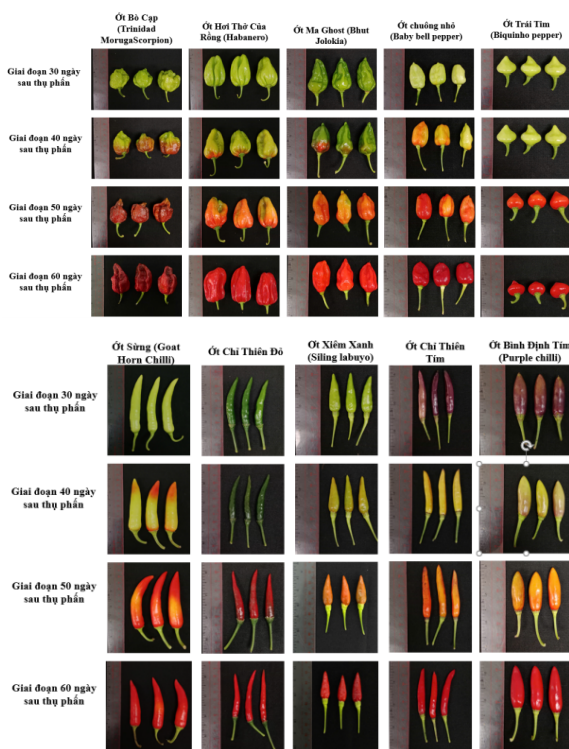 Ớt Bò Cạp
(Trinidad
MorugaScorpion)
Ớt Hơi Thở Của
Rồng (Habanero)
Ớt Ma Ghost (Bhut
Jolokia)
Ớt chuông nhỏ
(Baby bell pepper)
Ớt Trái Tim
(Biquinho pepper)
Giai đoạn 30 ngày
sau thụ phấn
Giai đoạn 40 ngày
sau thụ phấn
Giai đoạn 50 ngày
sau thụ phấn
Giai đoạn 60 ngày
sau thụ phấn
Ớt Sừng (Goat
Horn Chilli)
Ớt Chỉ Thiên Đỏ
Ớt Xiêm Xanh
(Siling labuyo)
Ớt Chỉ Thiên
Tím
Ớt Bình Định Tím
(Purple chilli)
Giai đoạn 30 ngày
sau thụ phấn
Giai đoạn 40 ngày
sau thụ phấn
Giai đoạn 50 ngày
sau thụ phấn
Giai đoạn 60 ngày
sau thụ phấn